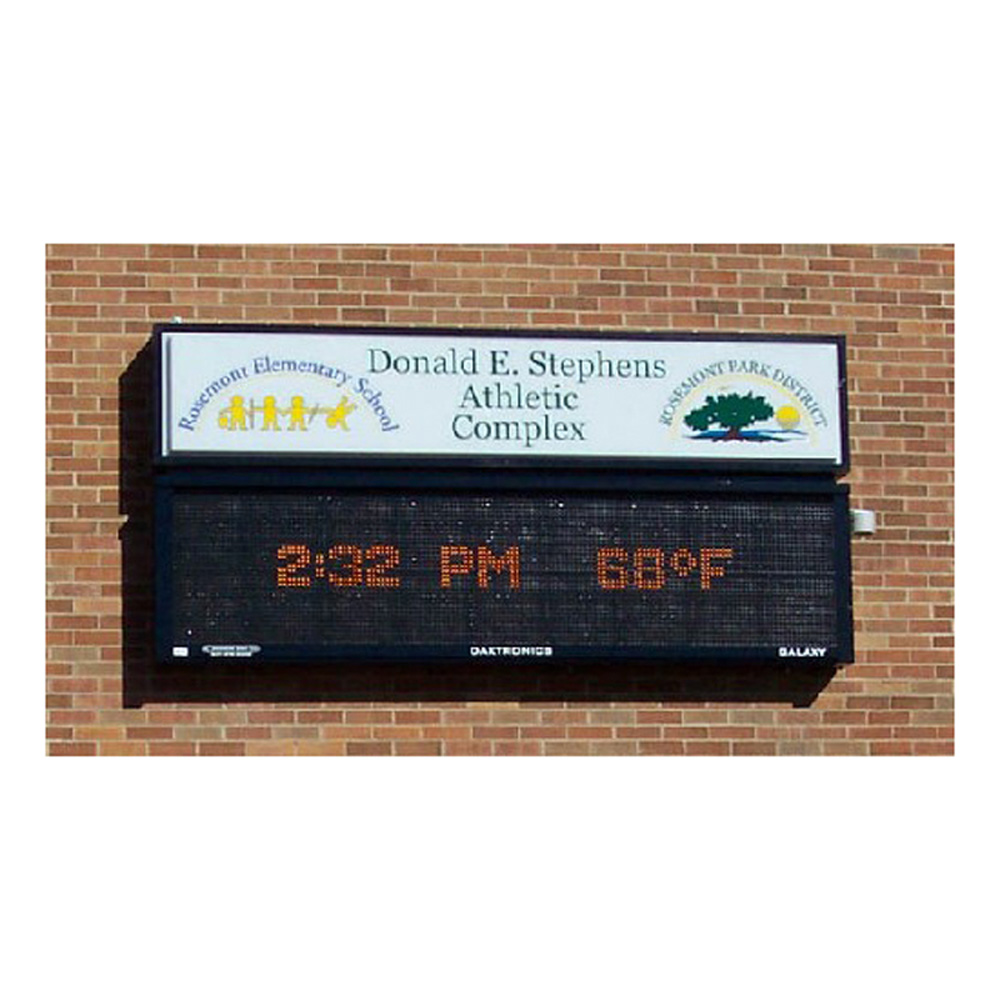 Rosemont Elementary School
Donald E. Stephens
Athletic
Complex
ROSEMONT PARK DISTRICT
2:32 PM 68°F
DAKTRONICS
GALAXY